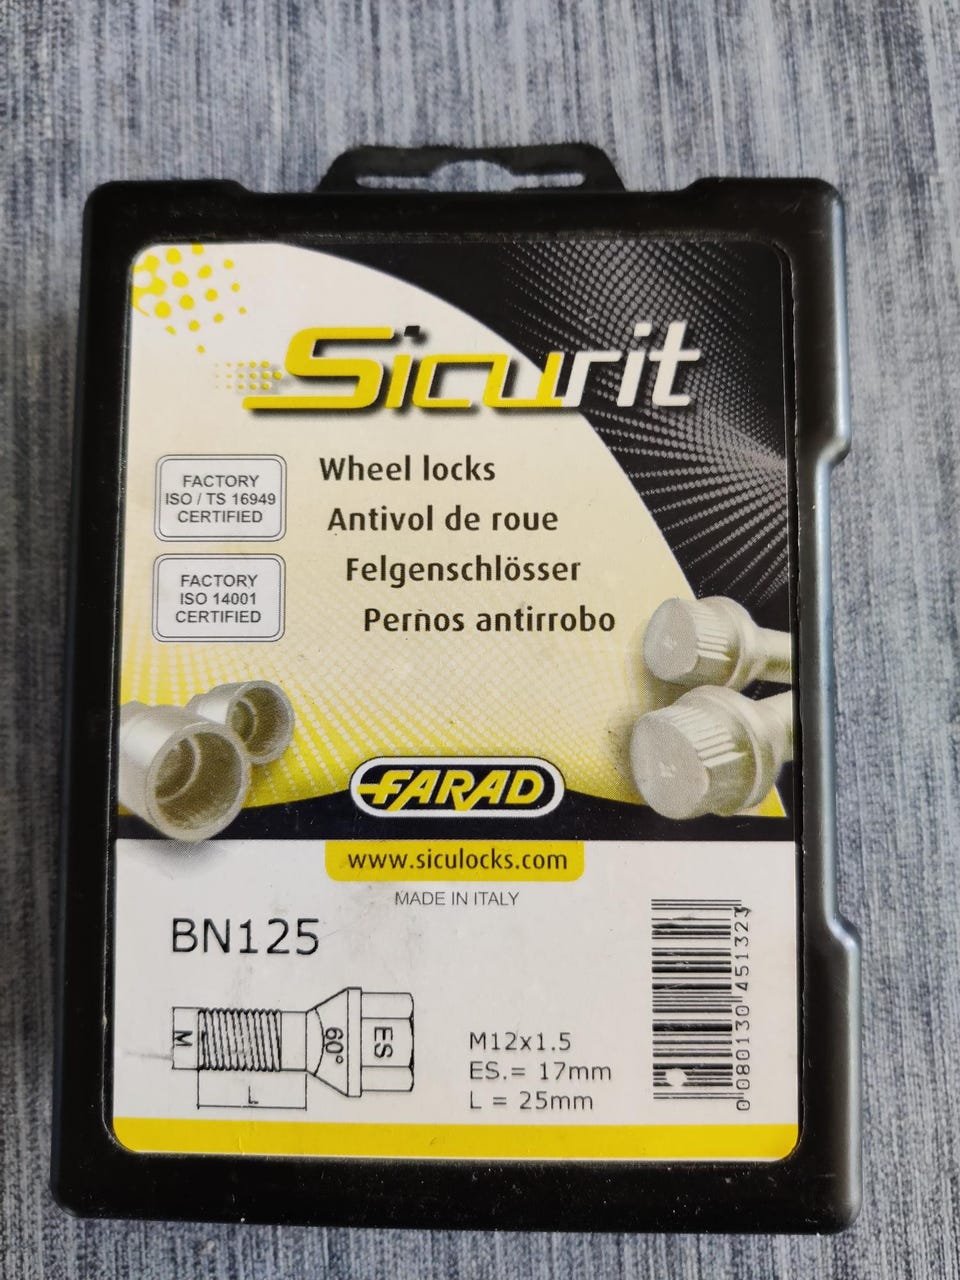 Sicurit
FACTORY
ISO / TS 16949
CERTIFIED
FACTORY
ISO 14001
CERTIFIED
Wheel locks
Antivol de roue
Felgenschlösser
Pernos antirrobo
FARAD
www.siculocks.com
MADE IN ITALY
BN125
M
L
60°
ES
M12x1.5
ES.= 17mm
L = 25mm
0 080130 451323